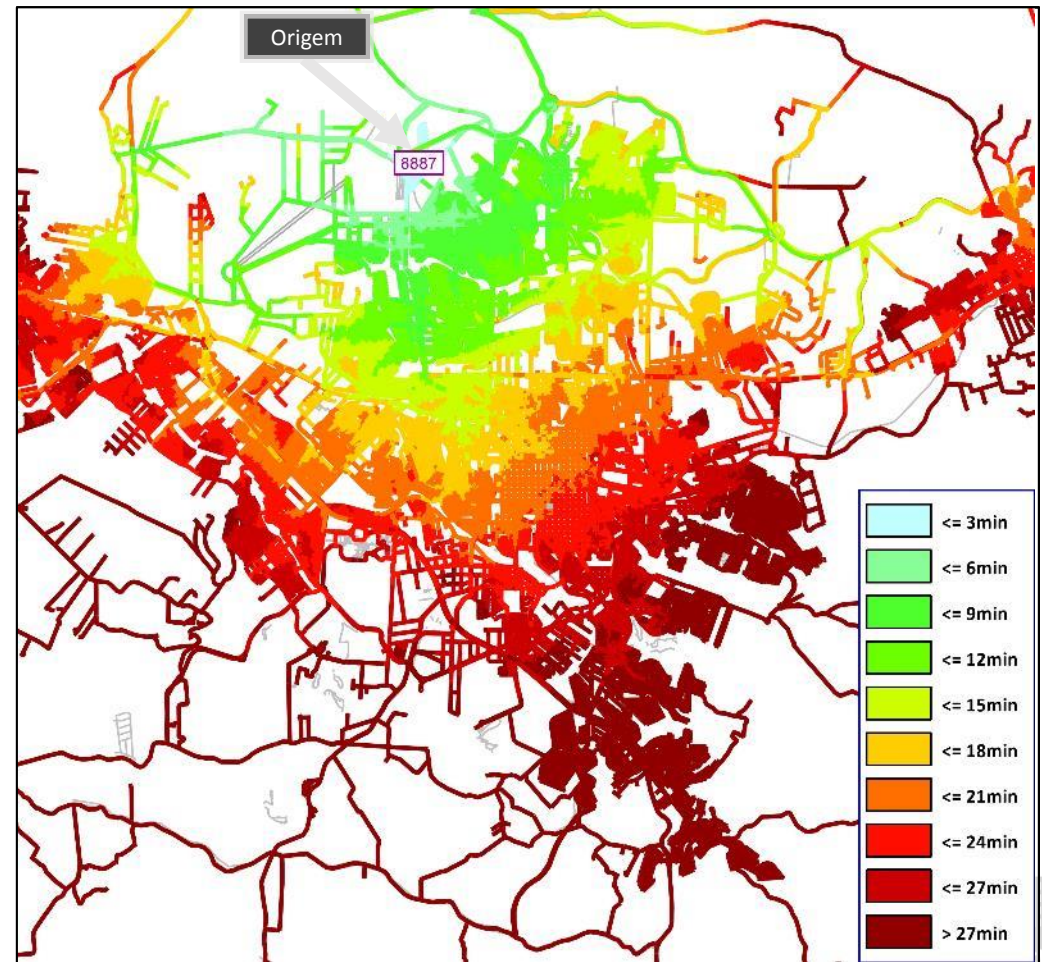 Origem
8887
<= 3min
<= 6min
<= 9min
<= 12min
<= 15min
<= 18min
<= 21min
<= 24min
<= 27min
> 27min